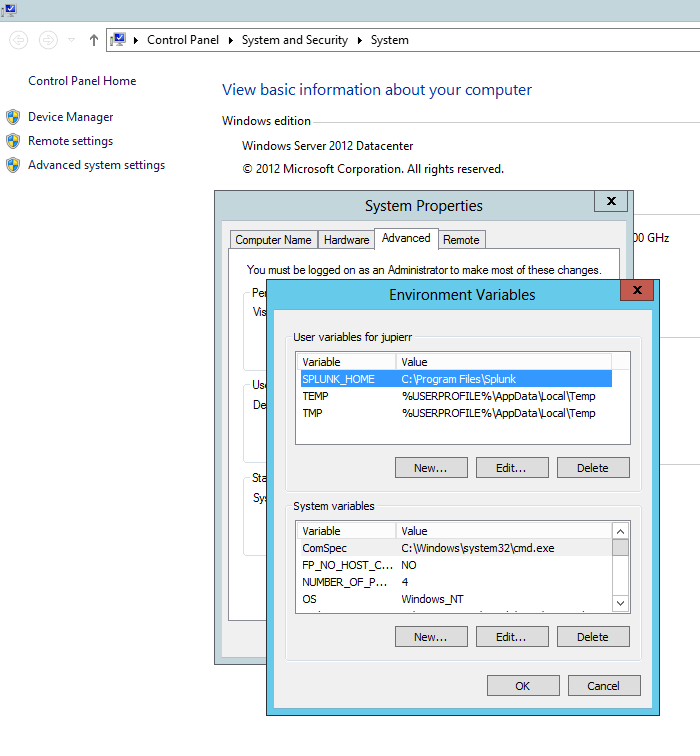 Control Panel System and Security System
Control Panel Home
Device Manager
Remote settings
Advanced system settings
View basic information about your computer
Windows edition
Windows Server 2012 Datacenter
© 2012 Microsoft Corporation. All rights reserved.
00 GHz
System Properties
x
Computer Name Hardware Advanced Remote
You must be logged on as an Administrator to make most of these changes.
Pe
Vis
Use
De
Sta
Sys
Environment Variables
x
User variables for jupierr
Variable Value
SPLUNK_HOME C:\Program Files\Splunk
TEMP %USERPROFILE%\AppData\Local\Temp
TMP %USERPROFILE%\AppData\Local\Temp
New... Edit... Delete
System variables
Variable Value
ComSpec C:\Windows\system32\cmd.exe
FP_NO_HOST_C... NO
NUMBER_OF_P... 4
OS Windows_NT
New... Edit... Delete
OK Cancel